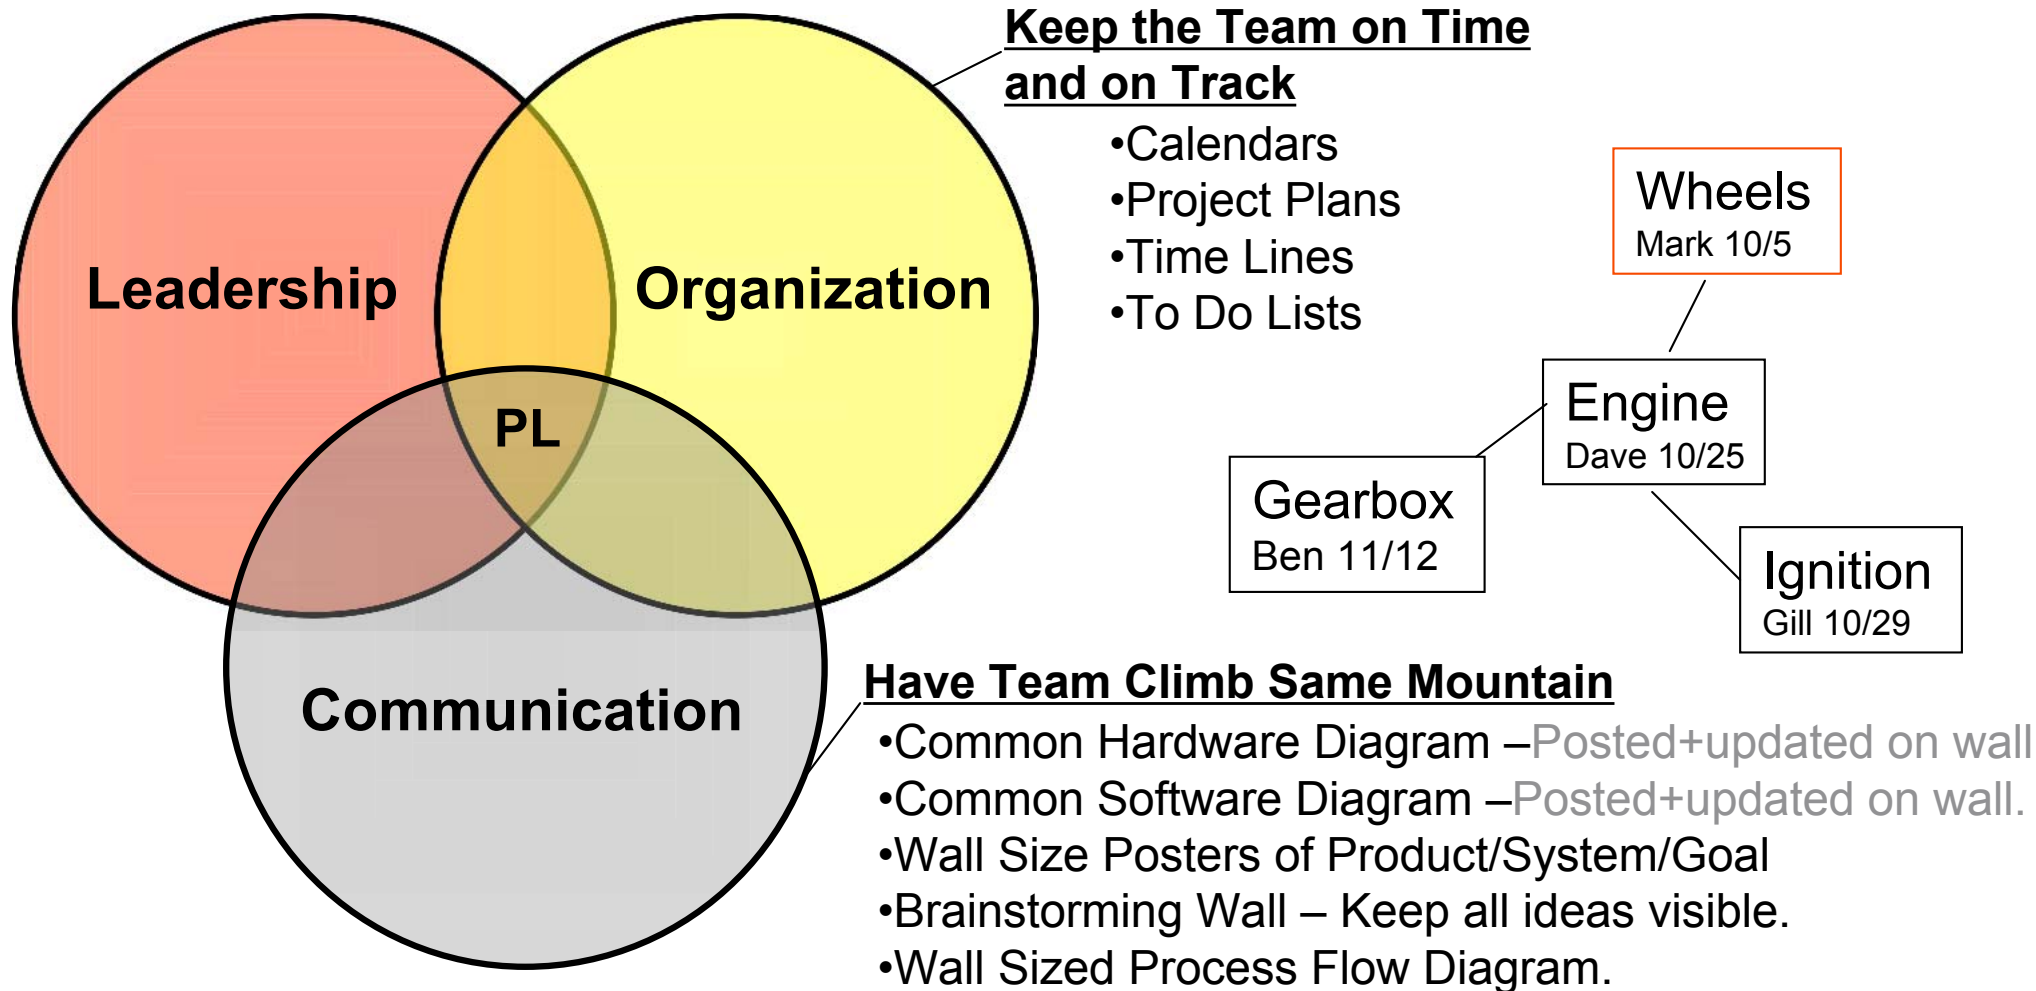 Keep the Team on Time
and on Track
•Calendars
•Project Plans
•Time Lines
•To Do Lists
Leadership
Organization
PL
Communication
Wheels
Mark 10/5
Engine
Dave 10/25
Gearbox
Ben 11/12
Ignition
Gill 10/29
Have Team Climb Same Mountain
•Common Hardware Diagram –Posted+updated on wall
•Common Software Diagram –Posted+updated on wall.
•Wall Size Posters of Product/System/Goal
•Brainstorming Wall – Keep all ideas visible.
•Wall Sized Process Flow Diagram.